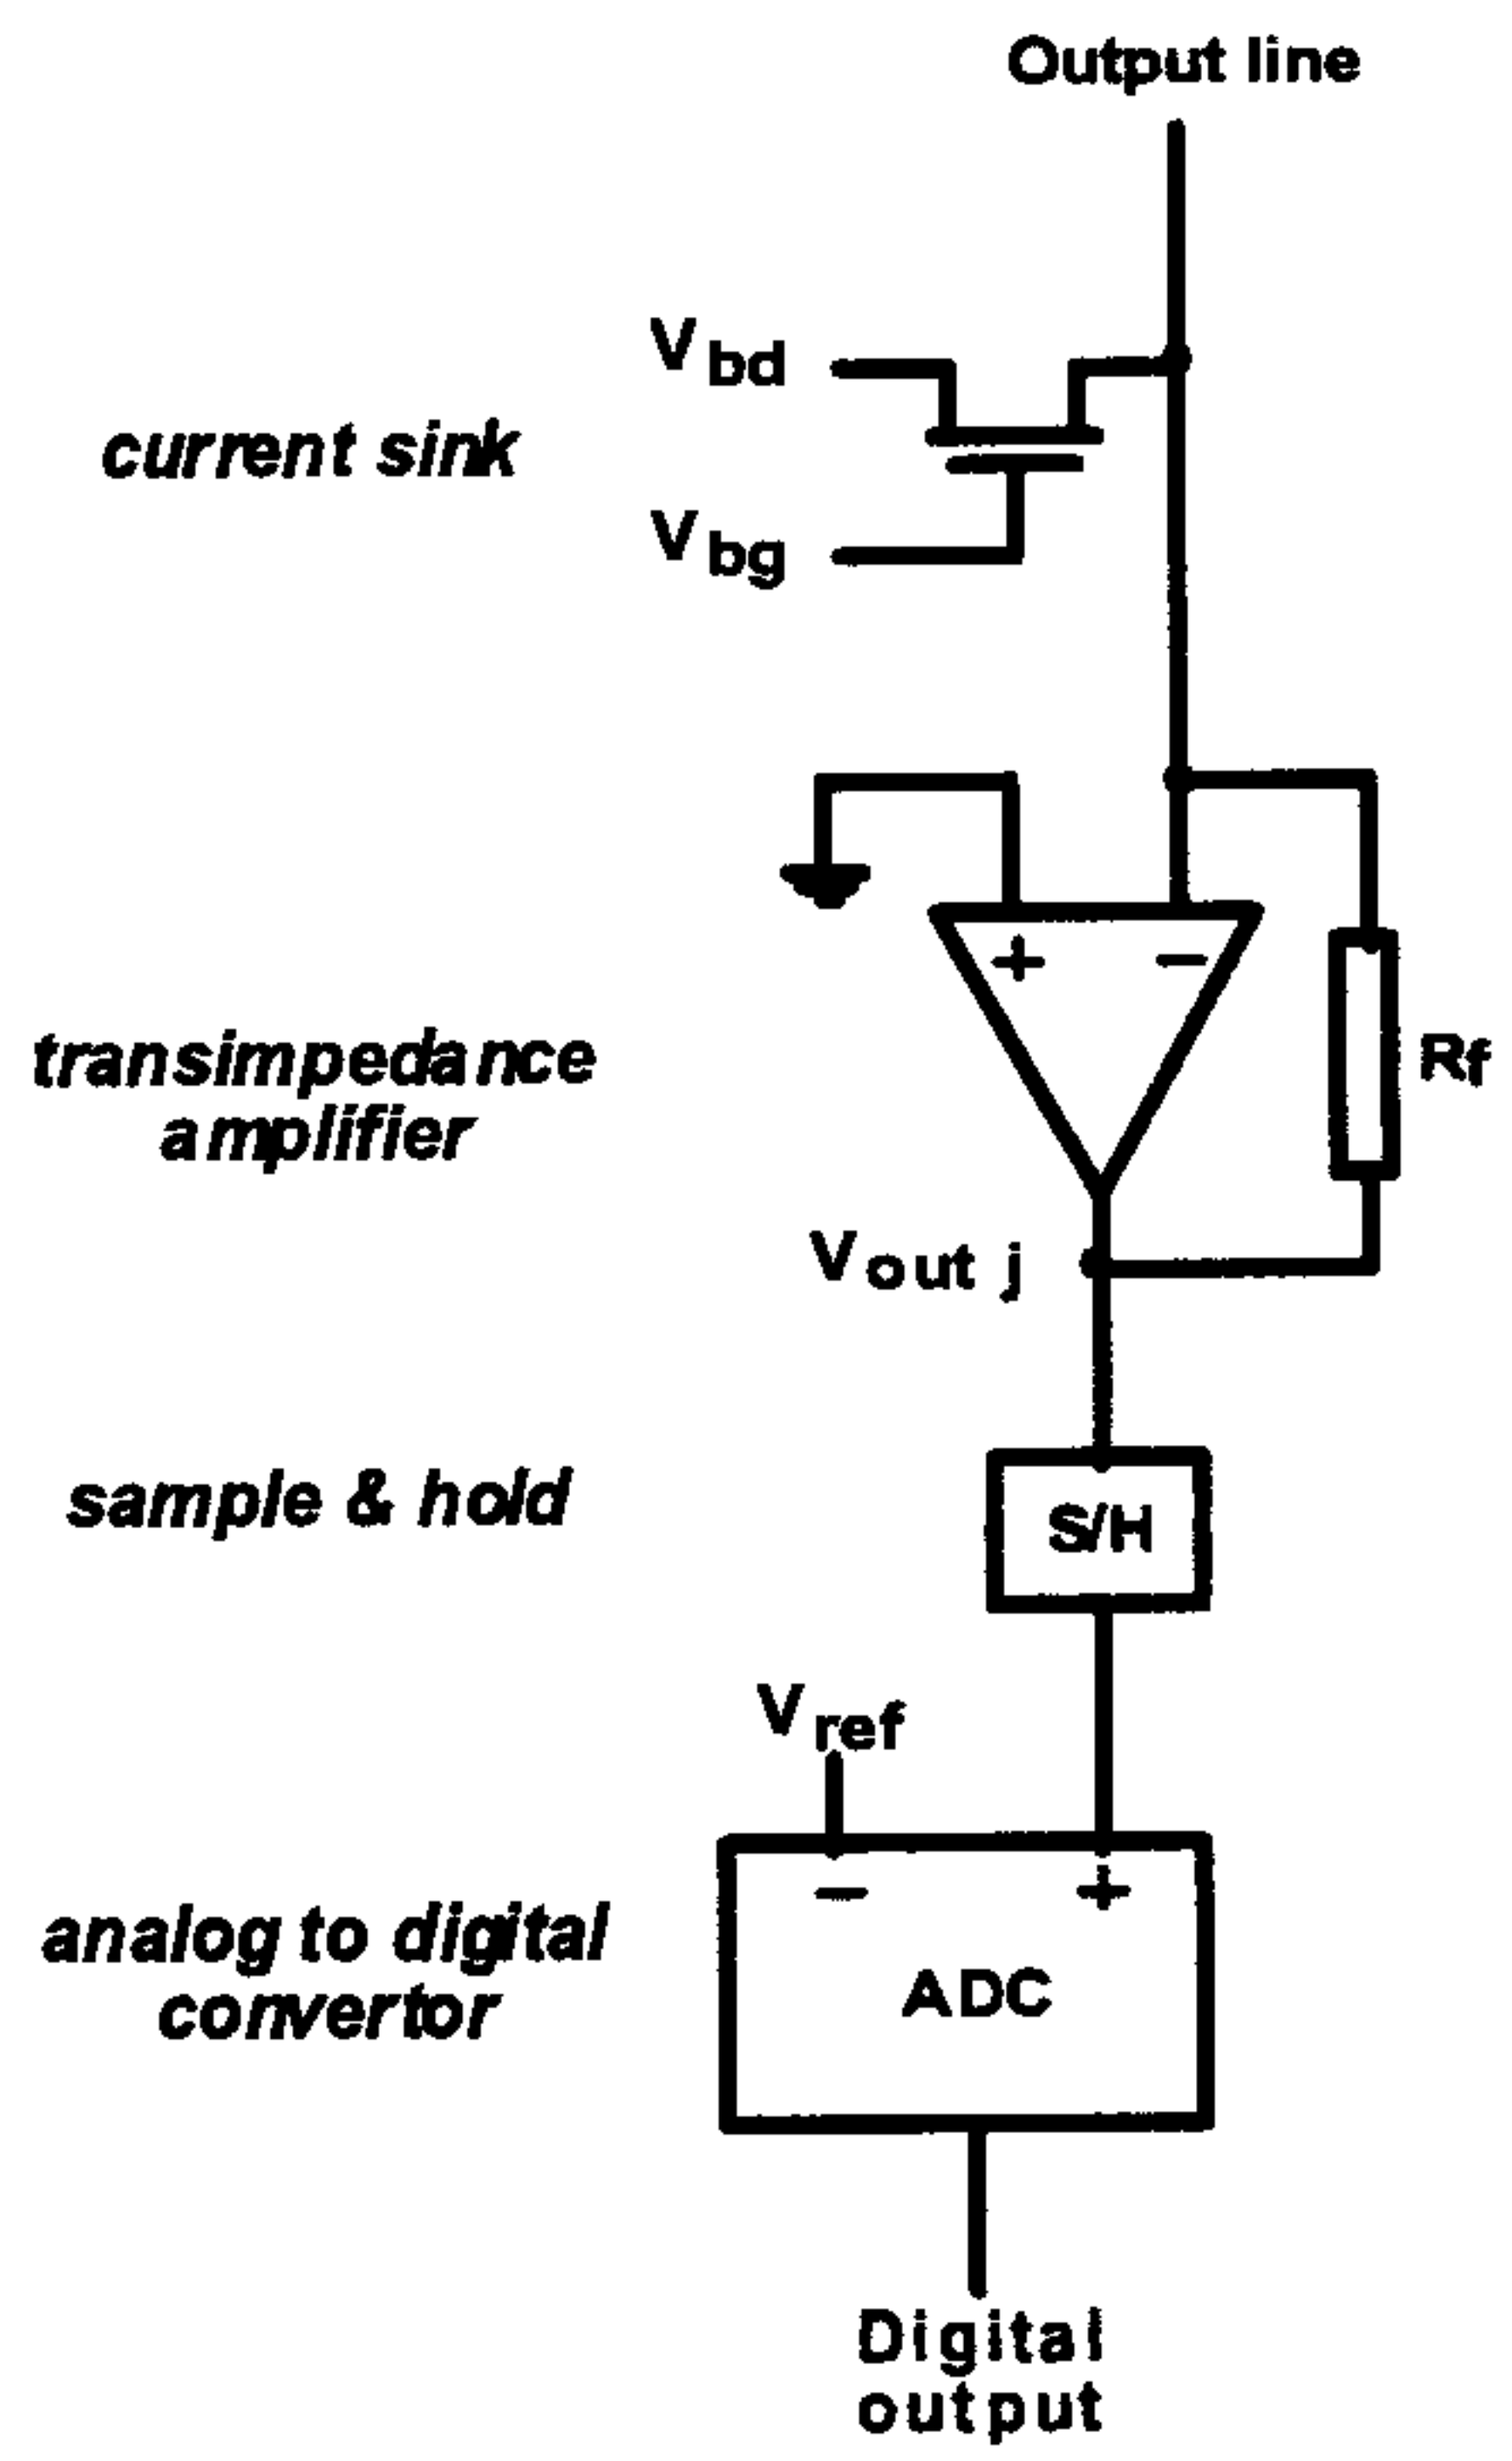 Output line
Vbd
current sink
Vbg
+ −
transimpedance
amplifier
Rf
Vout j
sample & hold
S/H
Vref
− +
analog to digital
convertor
ADC
Digital
output